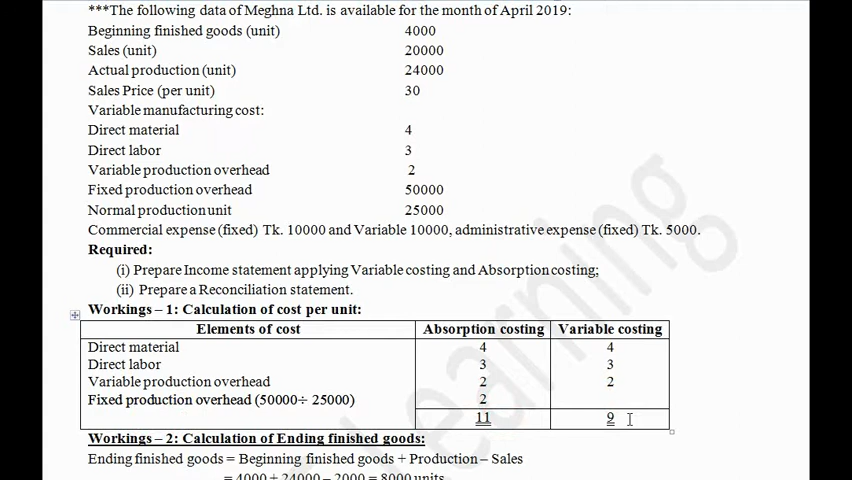 ***The following data of Meghna Ltd. is available for the month of April 2019:
Beginning finished goods (unit) 4000
Sales (unit) 20000
Actual production (unit) 24000
Sales Price (per unit) 30
Variable manufacturing cost:
Direct material 4
Direct labor 3
Variable production overhead 2
Fixed production overhead 50000
Normal production unit 25000
Commercial expense (fixed) Tk. 10000 and Variable 10000, administrative expense (fixed) Tk. 5000.
Required:
(i) Prepare Income statement applying Variable costing and Absorption costing;
(ii) Prepare a Reconciliation statement.
Workings – 1: Calculation of cost per unit:
Elements of cost Absorption costing Variable costing
Direct material 4 4
Direct labor 3 3
Variable production overhead 2 2
Fixed production overhead (50000÷ 25000) 2
11 9
Workings – 2: Calculation of Ending finished goods:
Ending finished goods = Beginning finished goods + Production – Sales
= 4000 + 24000 – 2000 = 8000 units
Learning